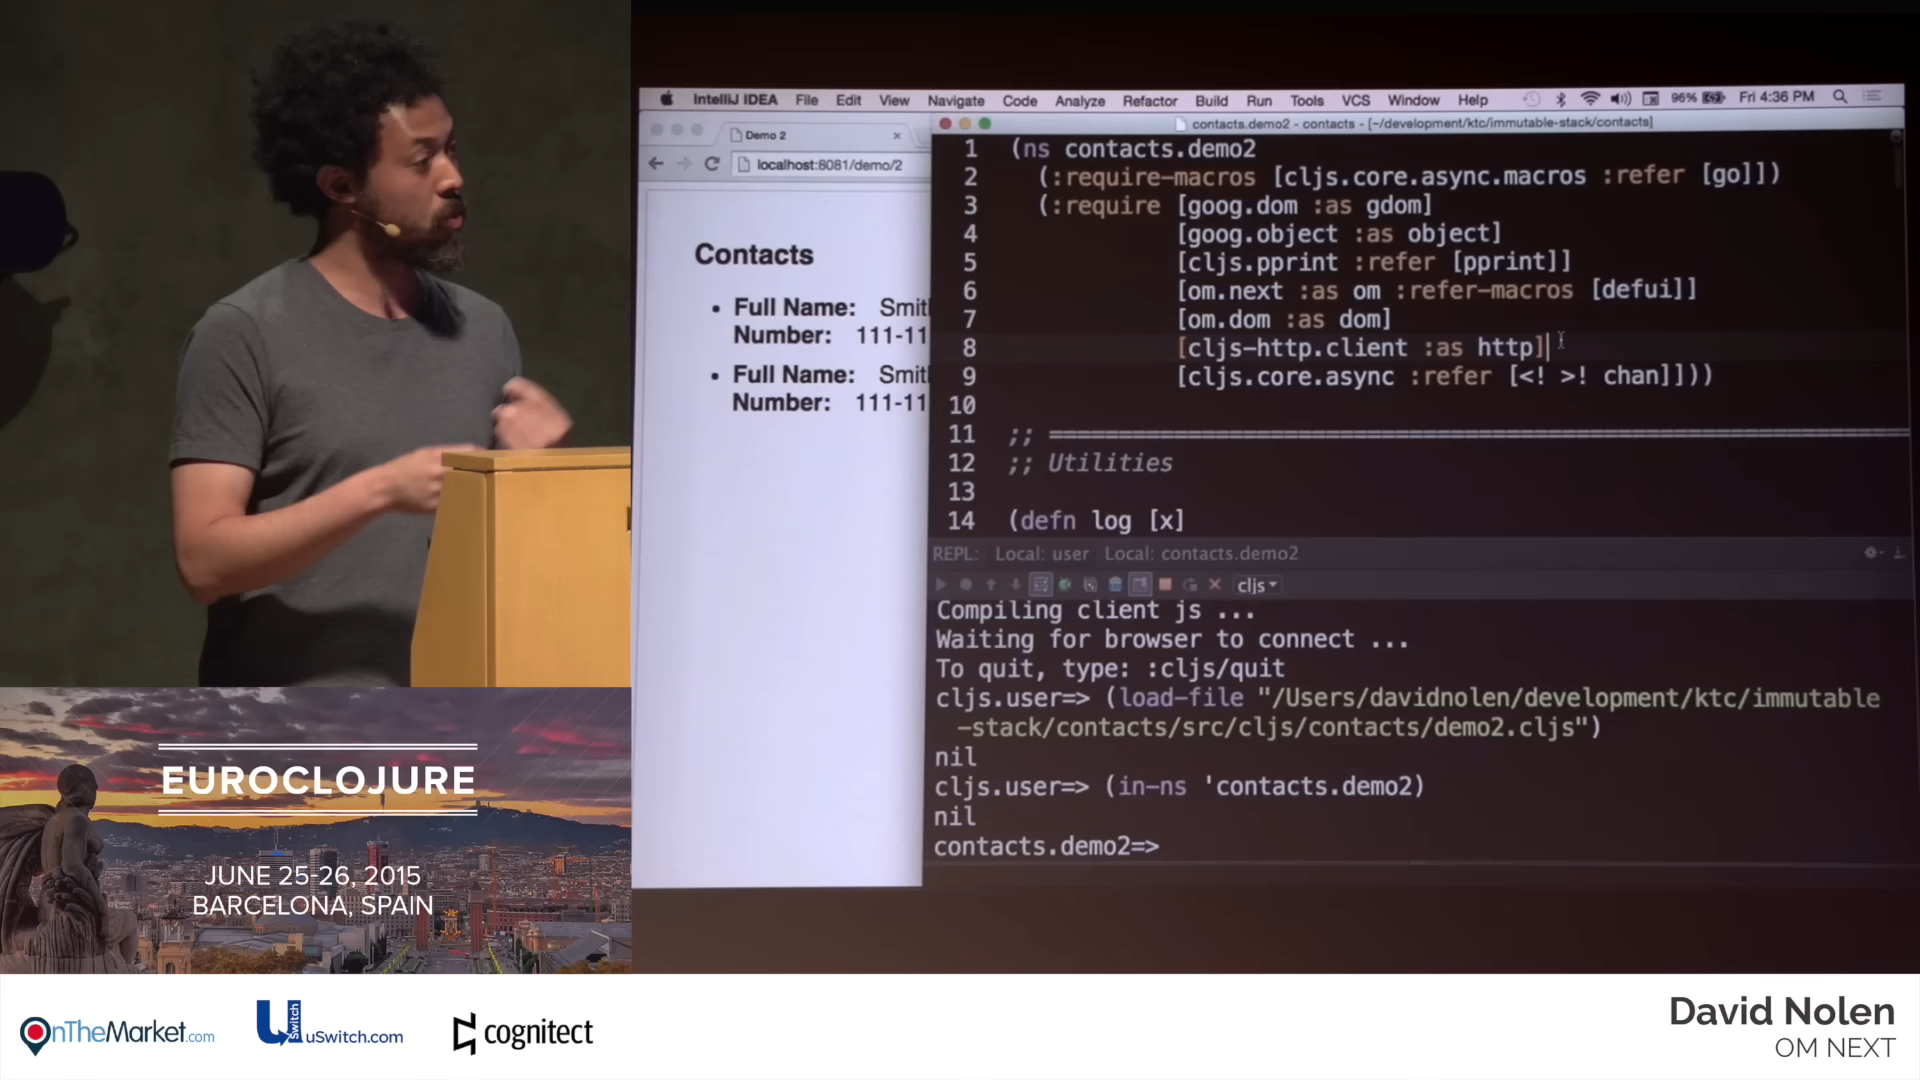 IntelliJ IDEA File Edit View Navigate Code Analyze Refactor Build Run Tools VCS Window Help 96% Fri 4:36 PM
Demo 2
localhost:8081/demo/2
Contacts
Full Name: Smit
Number: 111-11
Full Name: Smit
Number: 111-11
contacts.demo2 - contacts - [~/development/ktc/immutable-stack/contacts]
1 (ns contacts.demo2
2 (:require-macros [cljs.core.async.macros :refer [go]])
3 (:require [goog.dom :as gdom]
4 [goog.object :as object]
5 [cljs.pprint :refer [pprint]]
6 [om.next :as om :refer-macros [defui]]
7 [om.dom :as dom]
8 [cljs-http.client :as http]
9 [cljs.core.async :refer [<! >! chan]]))
10
11 ;; ==============================================================
12 ;; Utilities
13
14 (defn log [x]
REPL: Local: user Local: contacts.demo2
cljs
Compiling client js ...
Waiting for browser to connect ...
To quit, type: :cljs/quit
cljs.user=> (load-file "/Users/davidnolen/development/ktc/immutable
-stack/contacts/src/cljs/contacts/demo2.cljs")
nil
cljs.user=> (in-ns 'contacts.demo2)
nil
contacts.demo2=>
EUROCLOJURE
JUNE 25-26, 2015
BARCELONA, SPAIN
OnTheMarket.com
USwitch
uSwitch.com
cognitect
David Nolen
OM NEXT